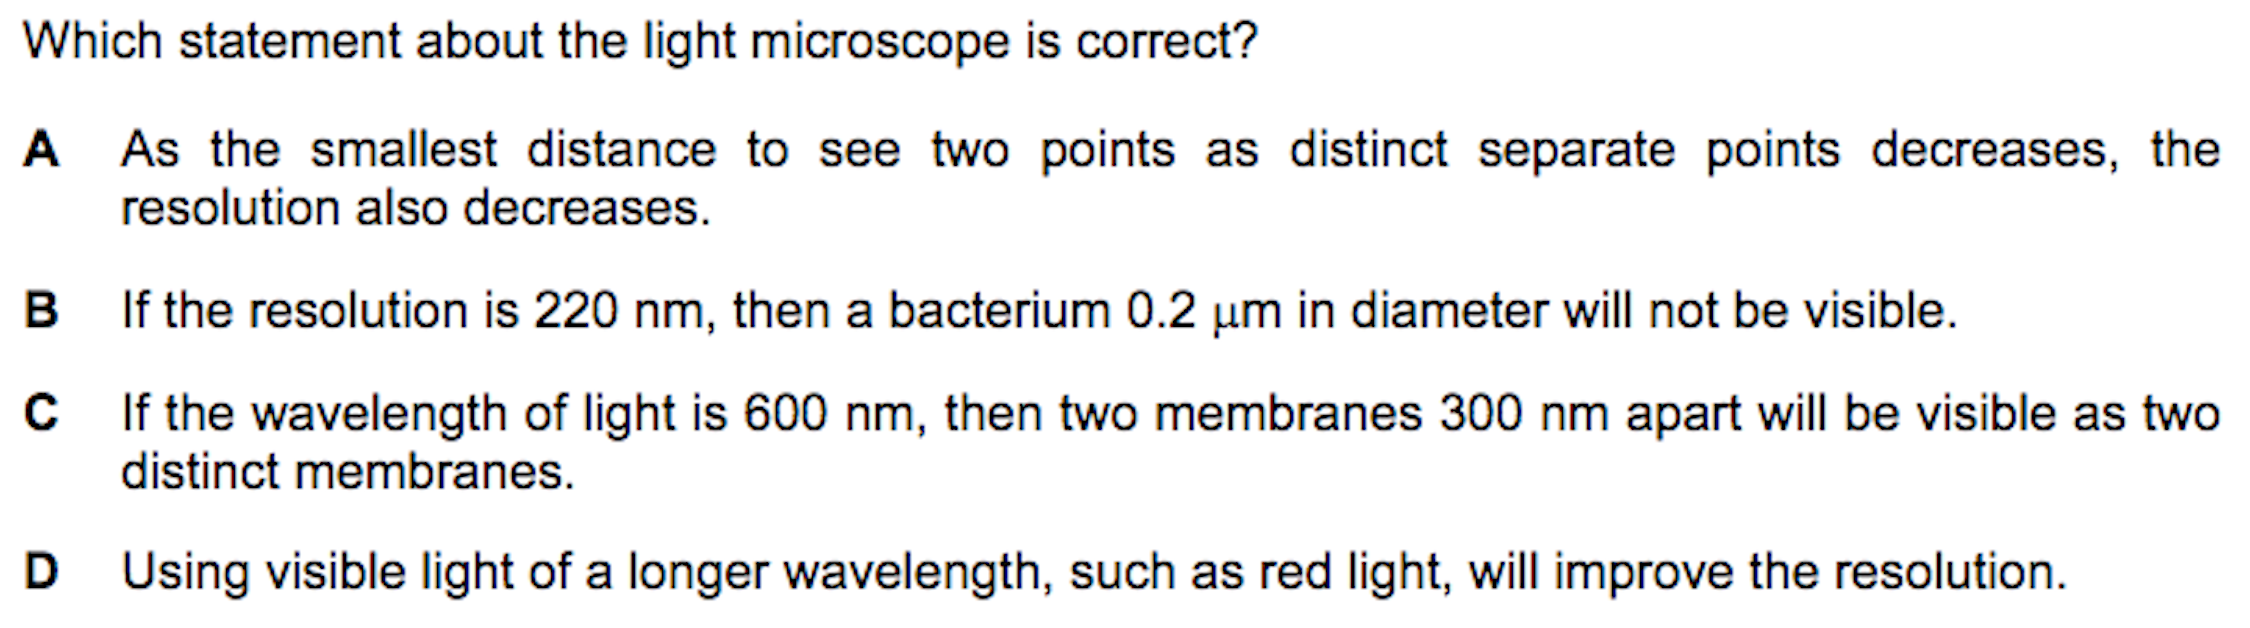 Which statement about the light microscope is correct?
A As the smallest distance to see two points as distinct separate points decreases, the
resolution also decreases.
B If the resolution is 220 nm, then a bacterium 0.2 μm in diameter will not be visible.
C If the wavelength of light is 600 nm, then two membranes 300 nm apart will be visible as two
distinct membranes.
D Using visible light of a longer wavelength, such as red light, will improve the resolution.